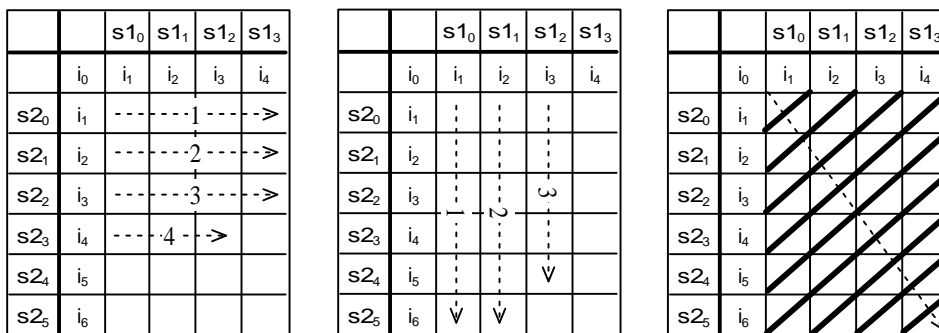 s1₀ s1₁ s1₂ s1₃
i₀ i₁ i₂ i₃ i₄
s2₀ i₁ 1
s2₁ i₂ 2
s2₂ i₃ 3
s2₃ i₄ 4
s2₄ i₅
s2₅ i₆
s1₀ s1₁ s1₂ s1₃
i₀ i₁ i₂ i₃ i₄
s2₀ i₁
s2₁ i₂
s2₂ i₃ 3
s2₃ i₄ 1 2
s2₄ i₅
s2₅ i₆
s1₀ s1₁ s1₂ s1₃
i₀ i₁ i₂ i₃ i₄
s2₀ i₁
s2₁ i₂
s2₂ i₃
s2₃ i₄
s2₄ i₅
s2₅ i₆